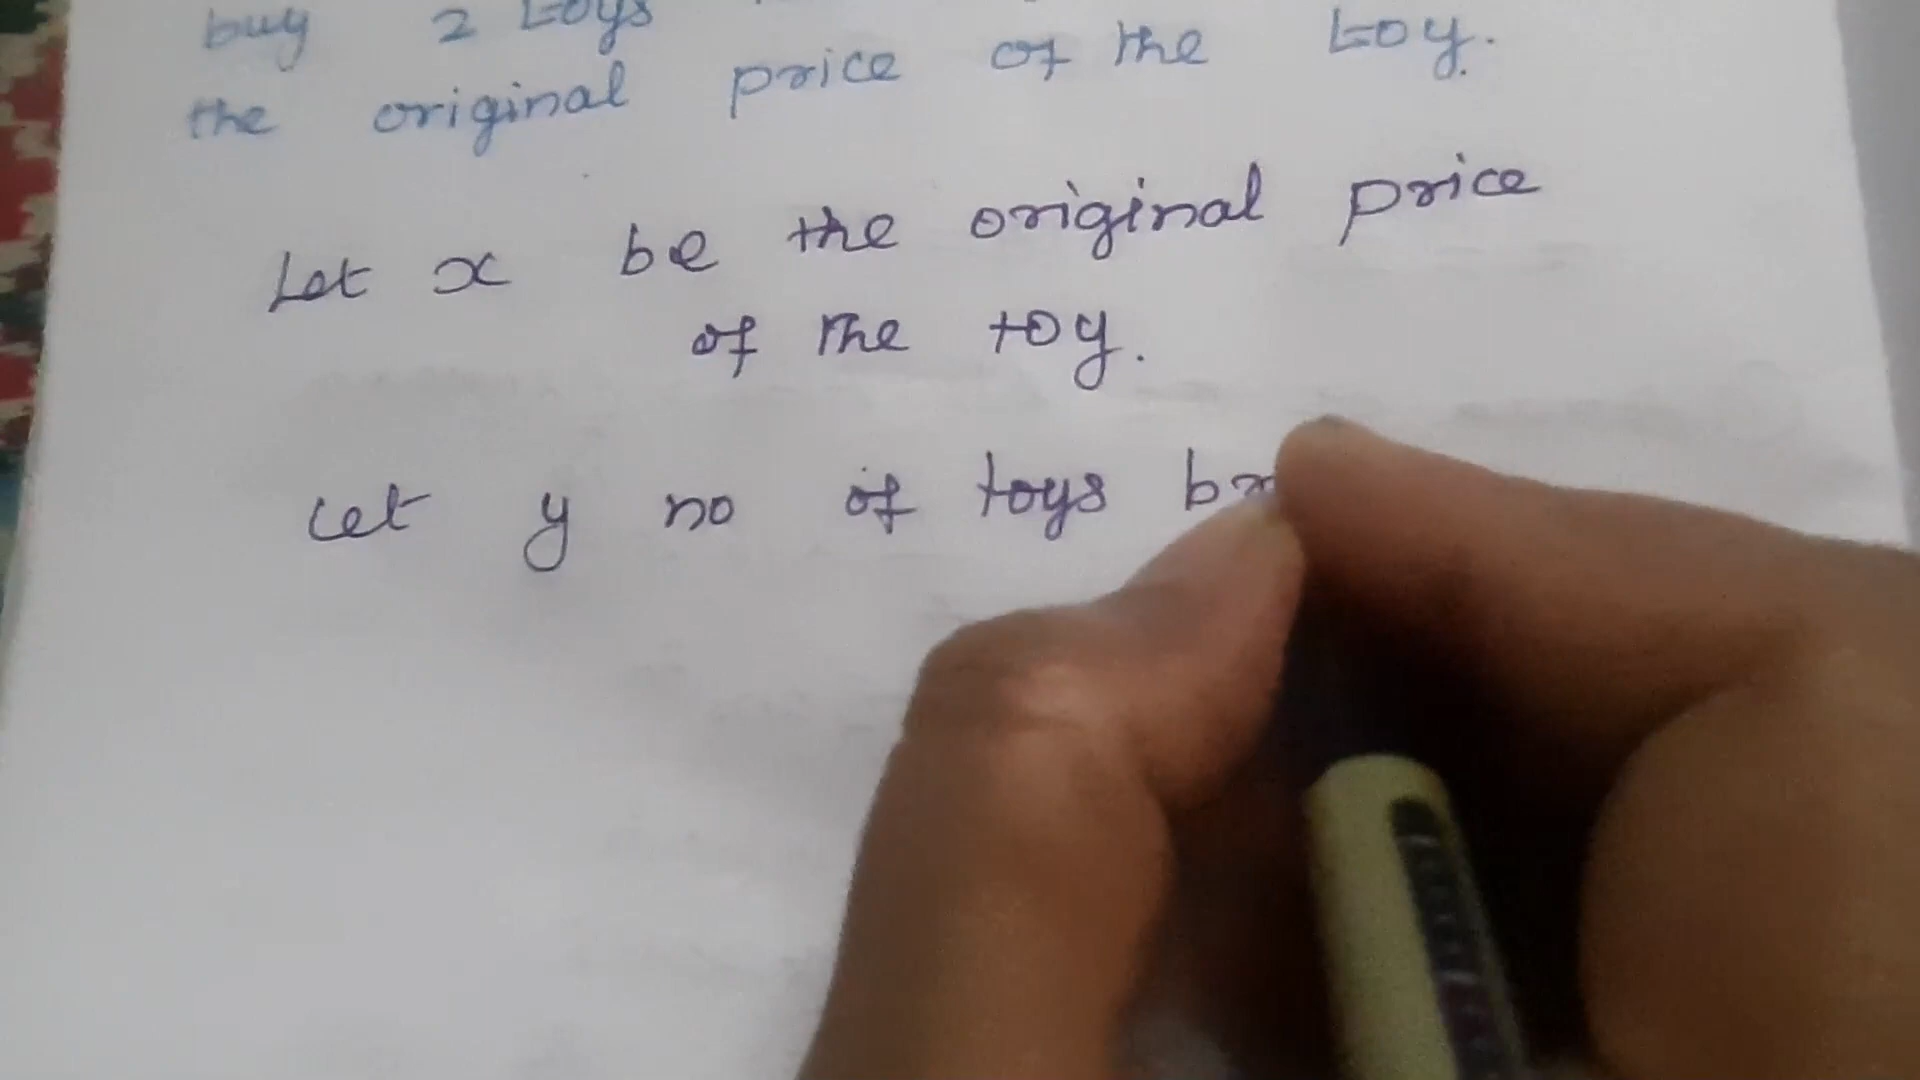 buy 2 toys
the original price of the toy.
Let x be the original price
of the toy.
Let y no of toys